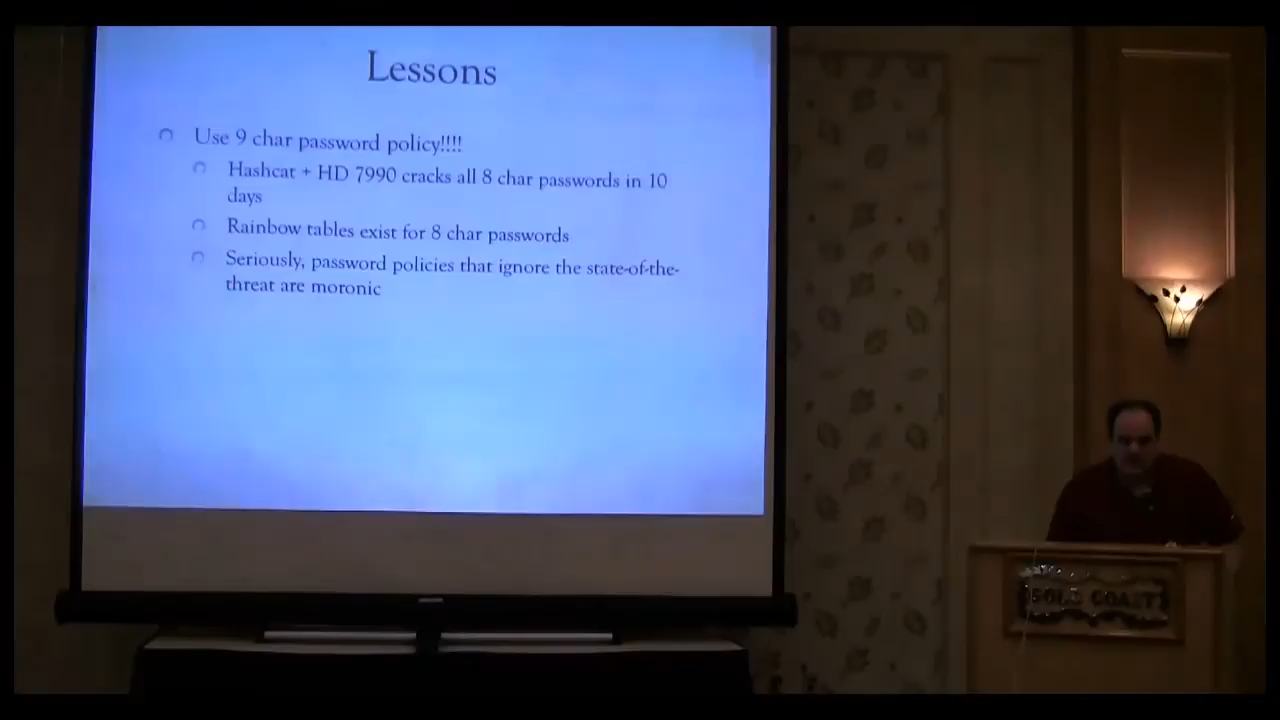 Lessons
Use 9 char password policy!!!!
Hashcat + HD 7990 cracks all 8 char passwords in 10
days
Rainbow tables exist for 8 char passwords
Seriously, password policies that ignore the state-of-the-
threat are moronic
GOLD COAST